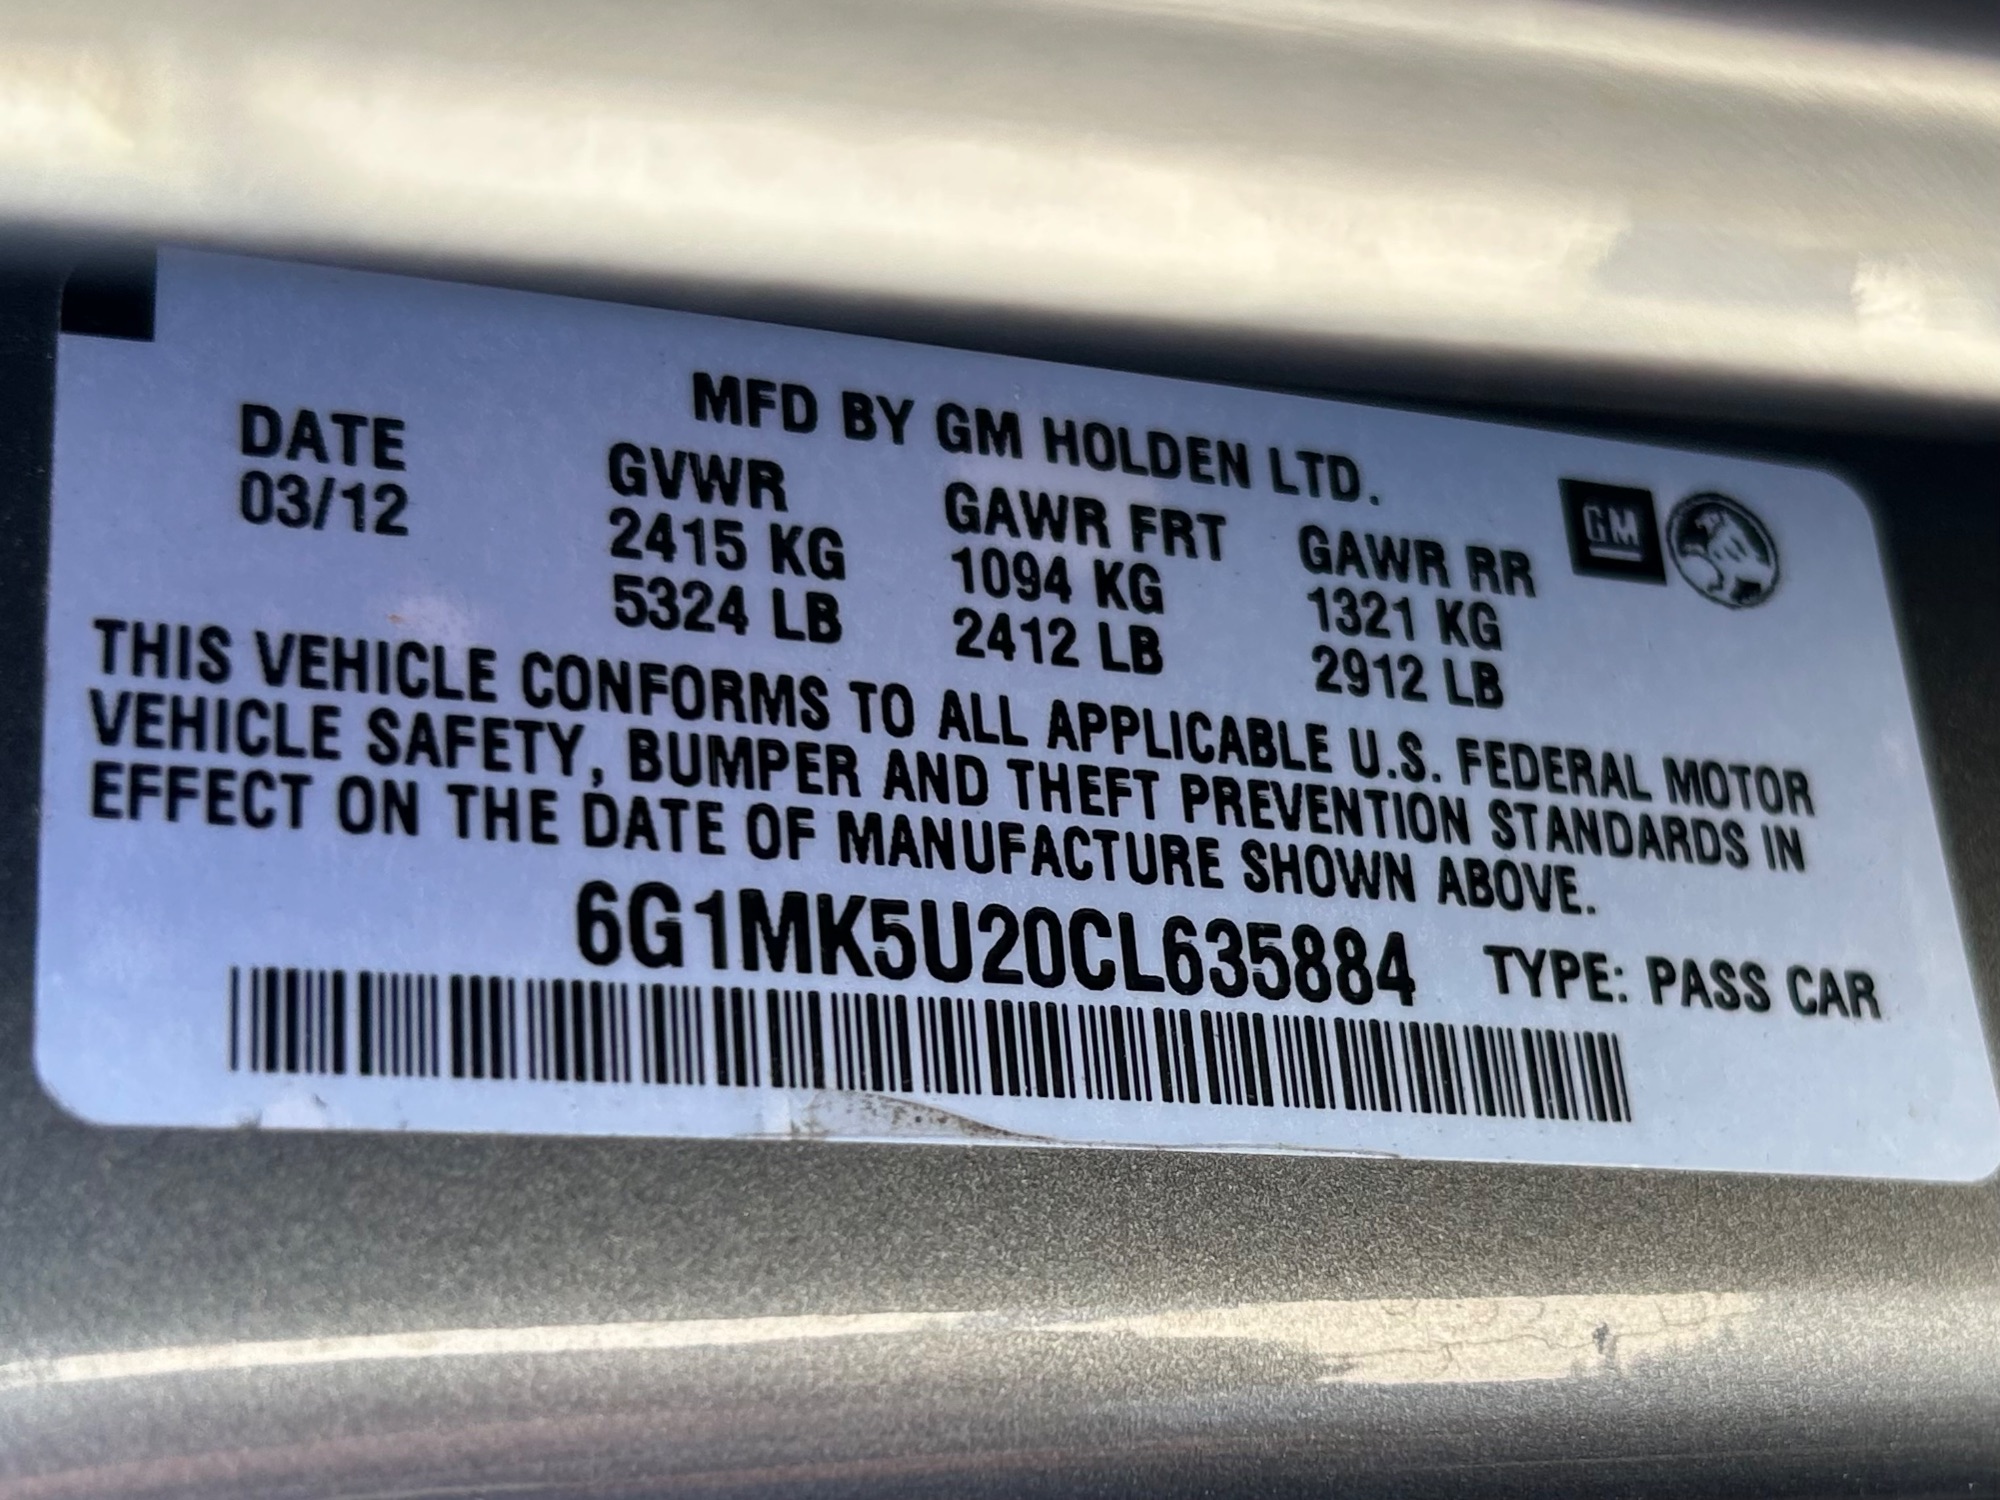 MFD BY GM HOLDEN LTD.
DATE
03/12
GVWR
2415 KG
5324 LB
GAWR FRT
1094 KG
2412 LB
GAWR RR
1321 KG
2912 LB
GM
THIS VEHICLE CONFORMS TO ALL APPLICABLE U.S. FEDERAL MOTOR
VEHICLE SAFETY, BUMPER AND THEFT PREVENTION STANDARDS IN
EFFECT ON THE DATE OF MANUFACTURE SHOWN ABOVE.
6G1MK5U20CL635884 TYPE: PASS CAR